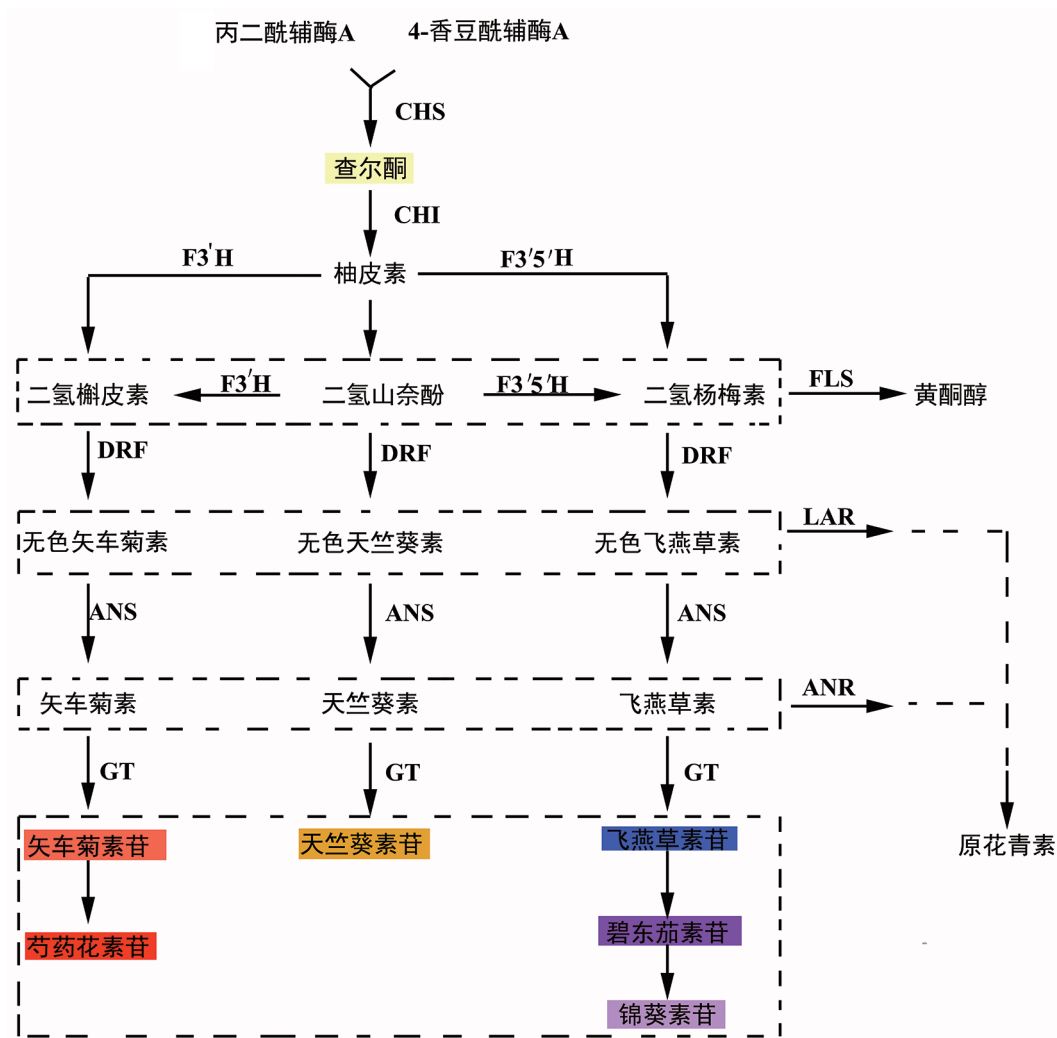 丙二酰辅酶A 4-香豆酰辅酶A
CHS
查尔酮
CHI
F3'H F3'5'H
柚皮素
F3'H F3'5'H FLS
二氢槲皮素 二氢山奈酚 二氢杨梅素 黄酮醇
DRF DRF DRF
LAR
无色矢车菊素 无色天竺葵素 无色飞燕草素
ANS ANS ANS
ANR
矢车菊素 天竺葵素 飞燕草素
GT GT GT
矢车菊素苷 天竺葵素苷 飞燕草素苷 原花青素
芍药花素苷 碧东茄素苷
锦葵素苷